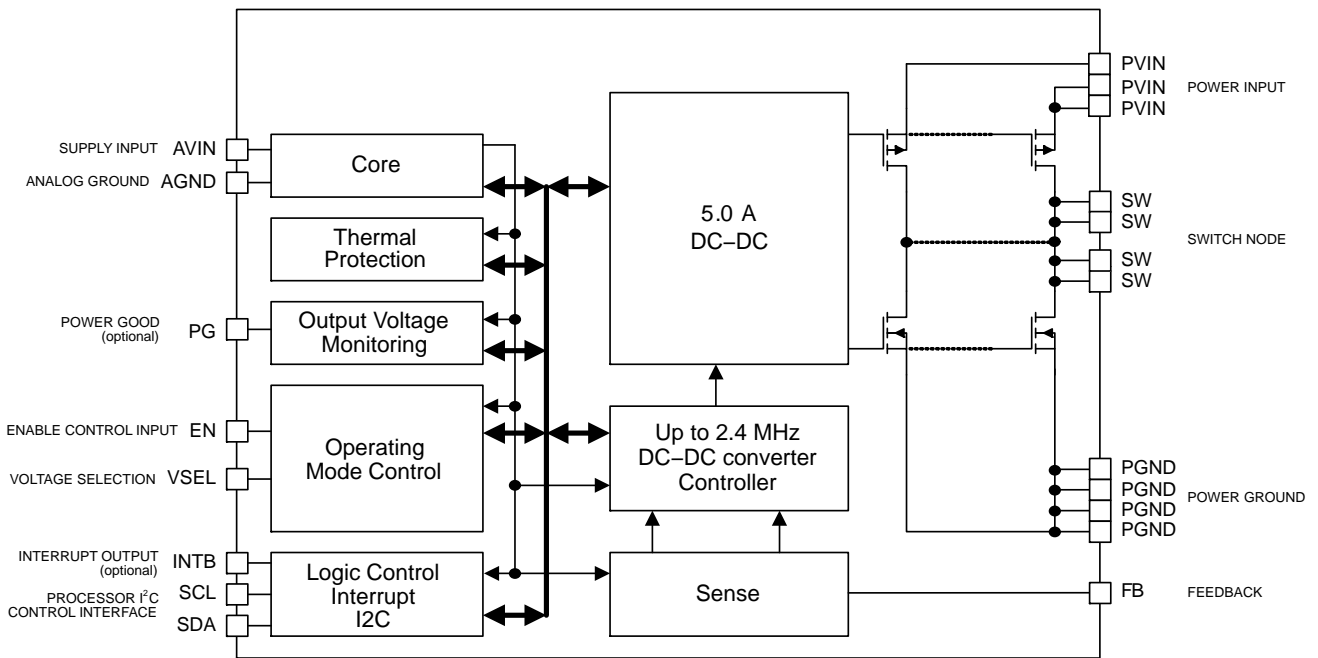 SUPPLY INPUT AVIN
ANALOG GROUND AGND
Core
Thermal
Protection
POWER GOOD
(optional)
PG
Output Voltage
Monitoring
ENABLE CONTROL INPUT EN
VOLTAGE SELECTION VSEL
Operating
Mode Control
INTERRUPT OUTPUT
(optional)
INTB
PROCESSOR I²C
CONTROL INTERFACE
SCL
SDA
Logic Control
Interrupt
I2C
5.0 A
DC−DC
Up to 2.4 MHz
DC−DC converter
Controller
Sense
PVIN
PVIN
PVIN
POWER INPUT
SW
SW
SW
SW
SWITCH NODE
PGND
PGND
PGND
PGND
POWER GROUND
FB FEEDBACK